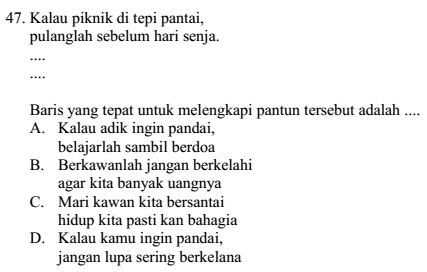 47. Kalau piknik di tepi pantai,
pulanglah sebelum hari senja.
....
....
Baris yang tepat untuk melengkapi pantun tersebut adalah ....
A. Kalau adik ingin pandai,
belajarlah sambil berdoa
B. Berkawanlah jangan berkelahi
agar kita banyak uangnya
C. Mari kawan kita bersantai
hidup kita pasti kan bahagia
D. Kalau kamu ingin pandai,
jangan lupa sering berkelana